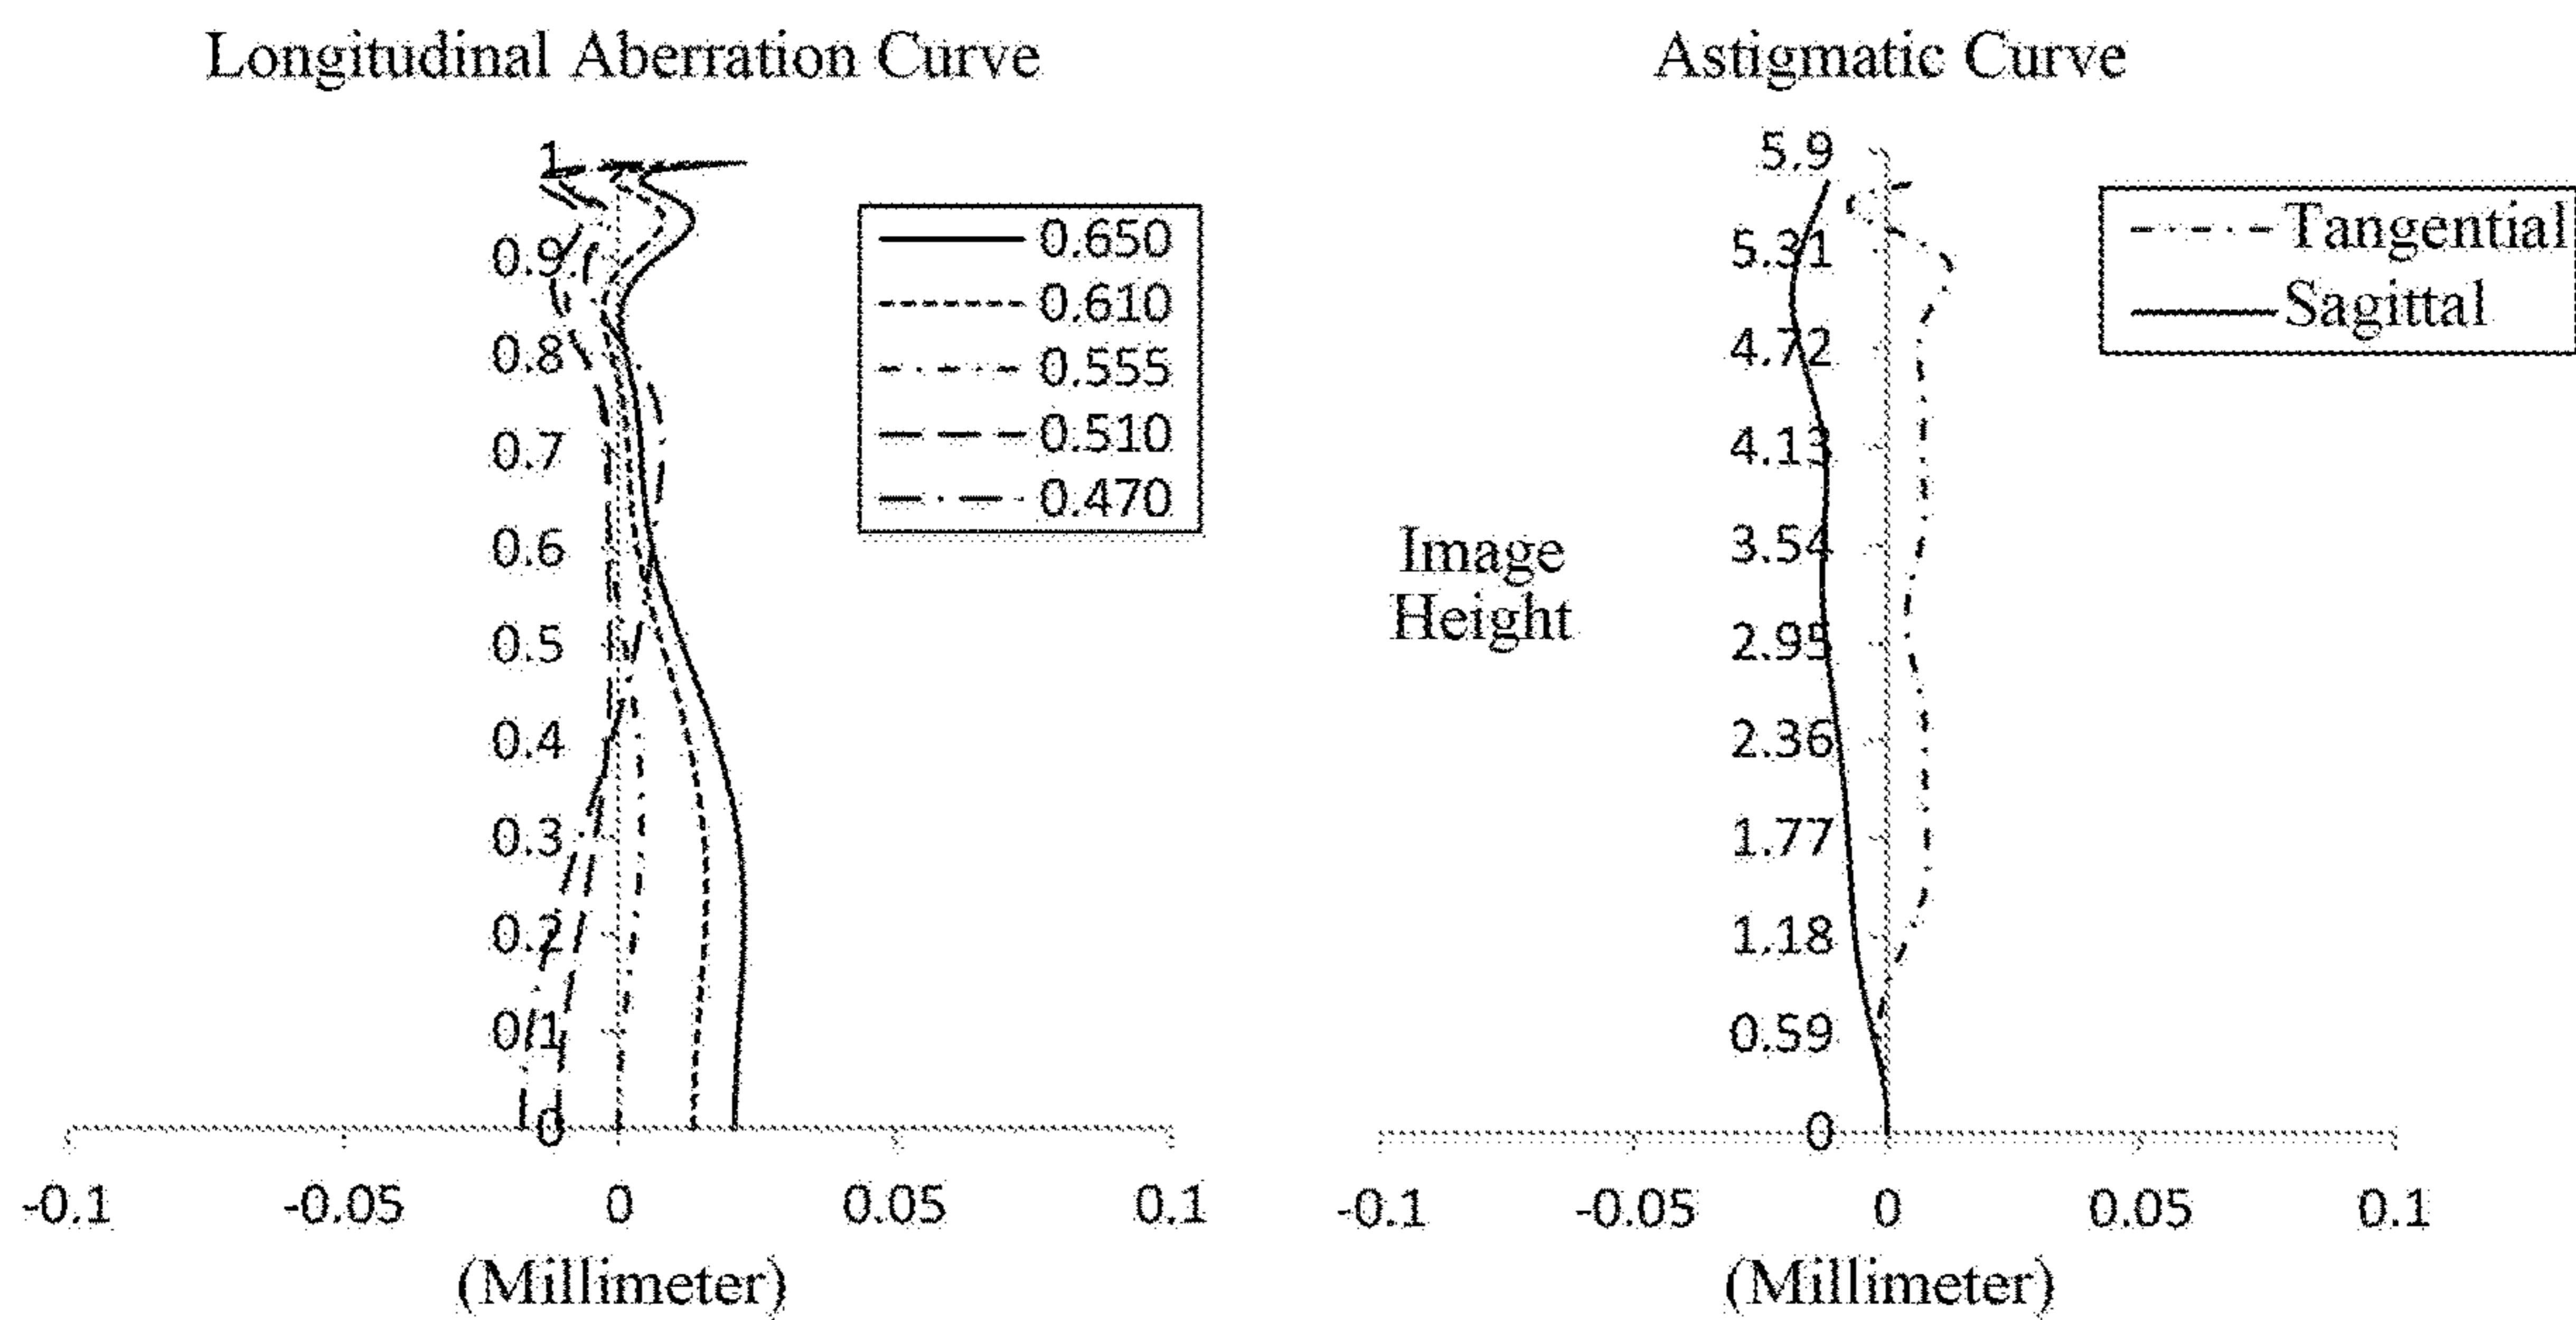 Longitudinal Aberration Curve
1
0.9
0.8
0.7
0.6
0.5
0.4
0.3
0.2
0.1
0
-0.1 -0.05 0 0.05 0.1
(Millimeter)
0.650
0.610
0.555
0.510
0.470
Astigmatic Curve
Image
Height
5.9
5.31
4.72
4.13
3.54
2.95
2.36
1.77
1.18
0.59
0
-0.1 -0.05 0 0.05 0.1
(Millimeter)
Tangential
Sagittal